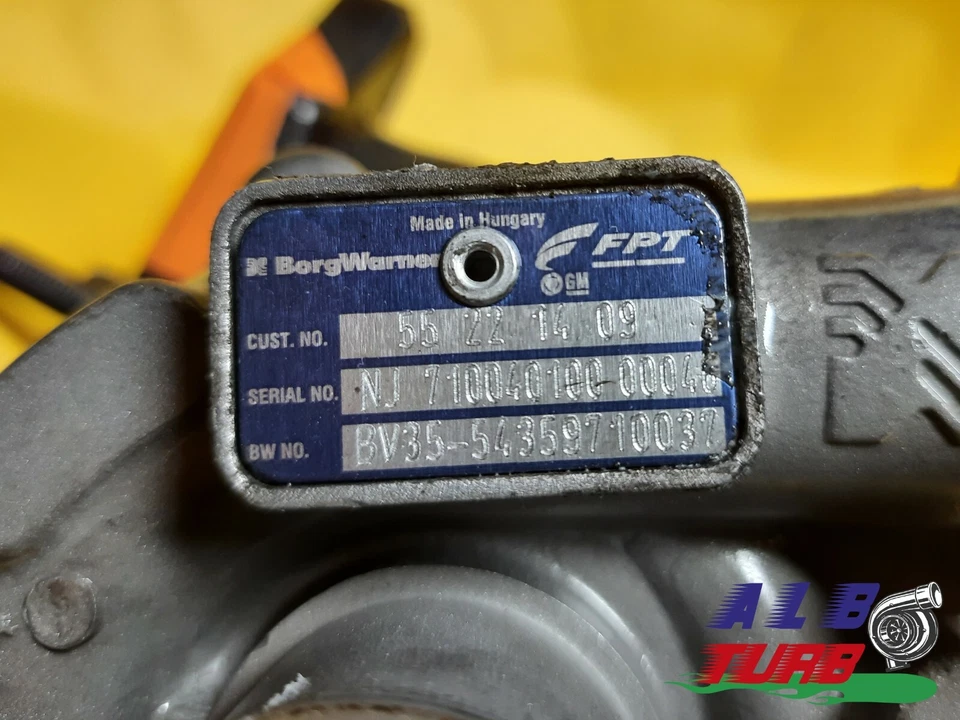 Made in Hungary
BorgWarner FPT
GM
CUST. NO. 55 22 14 09
SERIAL NO. NJ 710040100 00046
BW NO. BV35-54359710037
ALB
TURB